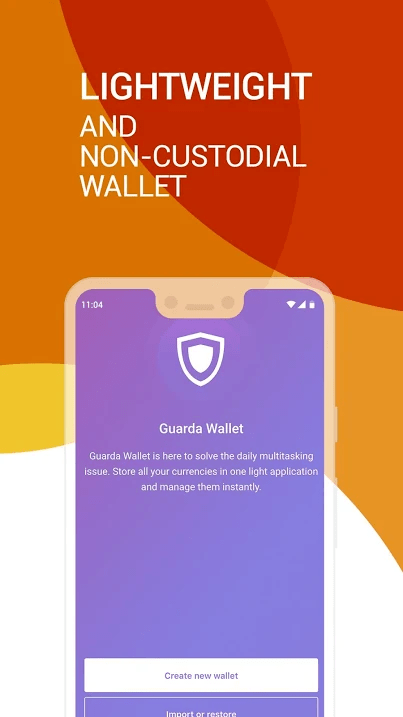 LIGHTWEIGHT
AND
NON-CUSTODIAL
WALLET
11:04
Guarda Wallet
Guarda Wallet is here to solve the daily multitasking
issue. Store all your currencies in one light application
and manage them instantly.
Create new wallet
Import or restore